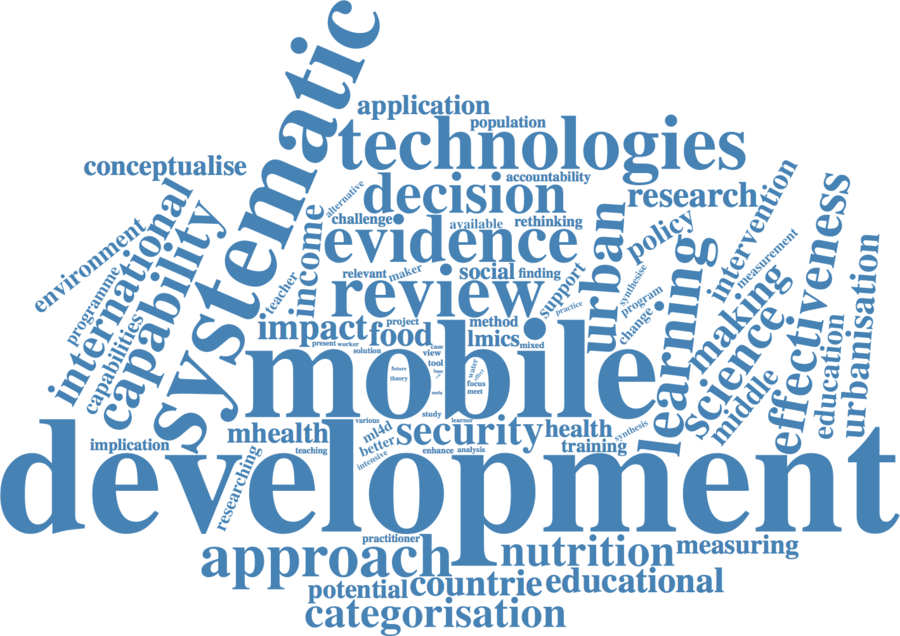 systematic
application
population
technologies
conceptualise
accountability
decision
alternative
research
intervention
international
challenge
available
rethinking
policy
effectiveness
capability
income
evidence
urban
environment
measurement
programme
teacher
relevant
maker
social
finding
support
synthesise
learning
review
practice
program
making
urbanisation
capabilities
impact
food
project
method
lmics
mixed
change
science
present
worker
solution
case
view
tool
middle
education
mobile
future
theory
water
effect
focus
meet
base
meta
study
learner
various
implication
mhealth
ml4d
better
security
health
training
synthesis
teaching
intensive
enhance
analysis
development
researching
practitioner
approach
nutrition
measuring
potential
countrie
educational
categorisation